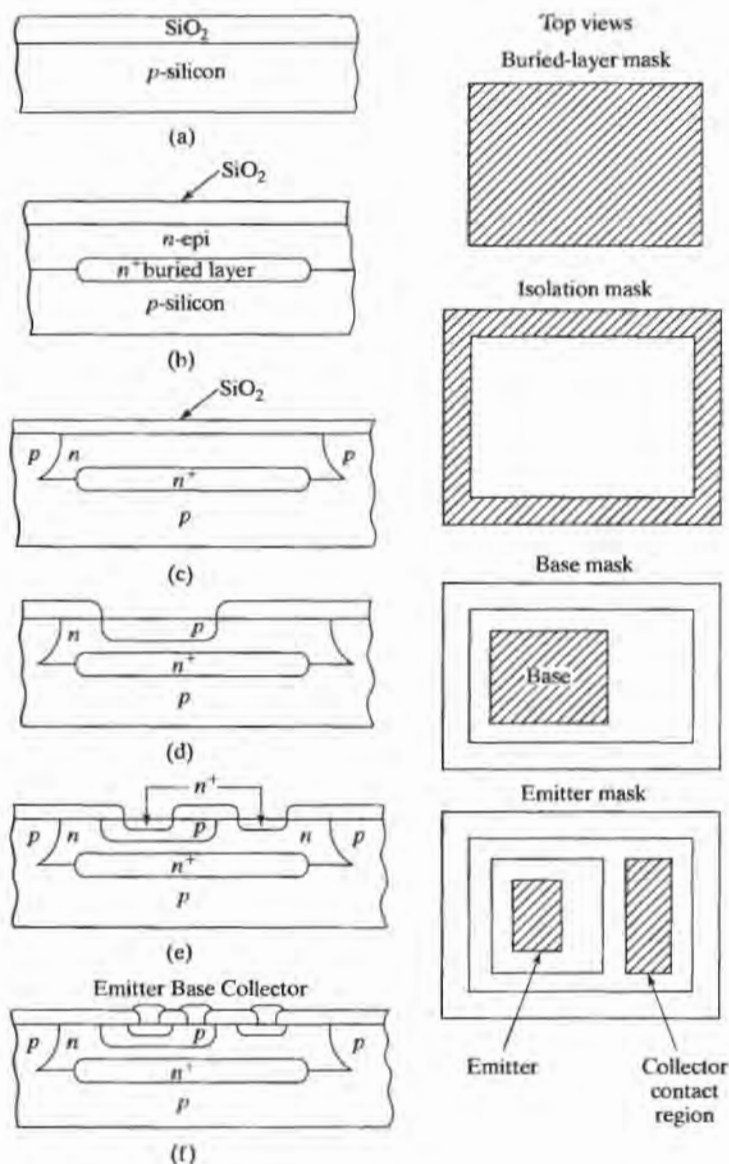 SiO2
p-silicon
(a)
SiO2
n-epi
n+ buried layer
p-silicon
(b)
SiO2
p n p
n+
p
(c)
n p
n+
p
(d)
n+
p n p n p
n+
p
(e)
Emitter Base Collector
p n p p
n+
p
(f)
Top views
Buried-layer mask
Isolation mask
Base mask
Base
Emitter mask
Emitter
Collector
contact
region